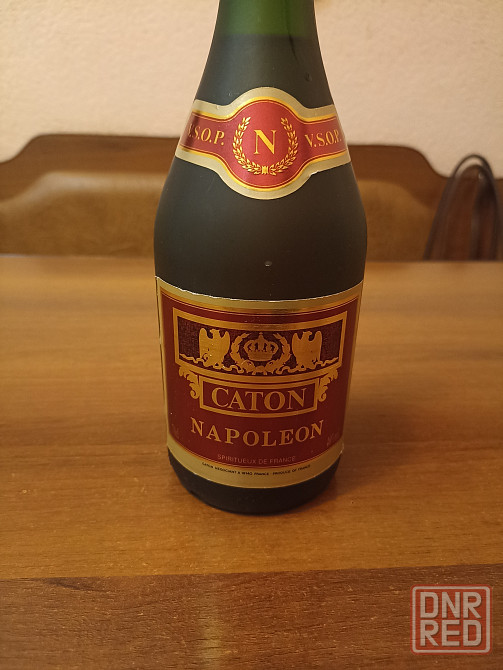 V.S.O.P. N V.S.O.P.
CATON
NAPOLEON
SPIRITUEUX DE FRANCE
DNR
RED